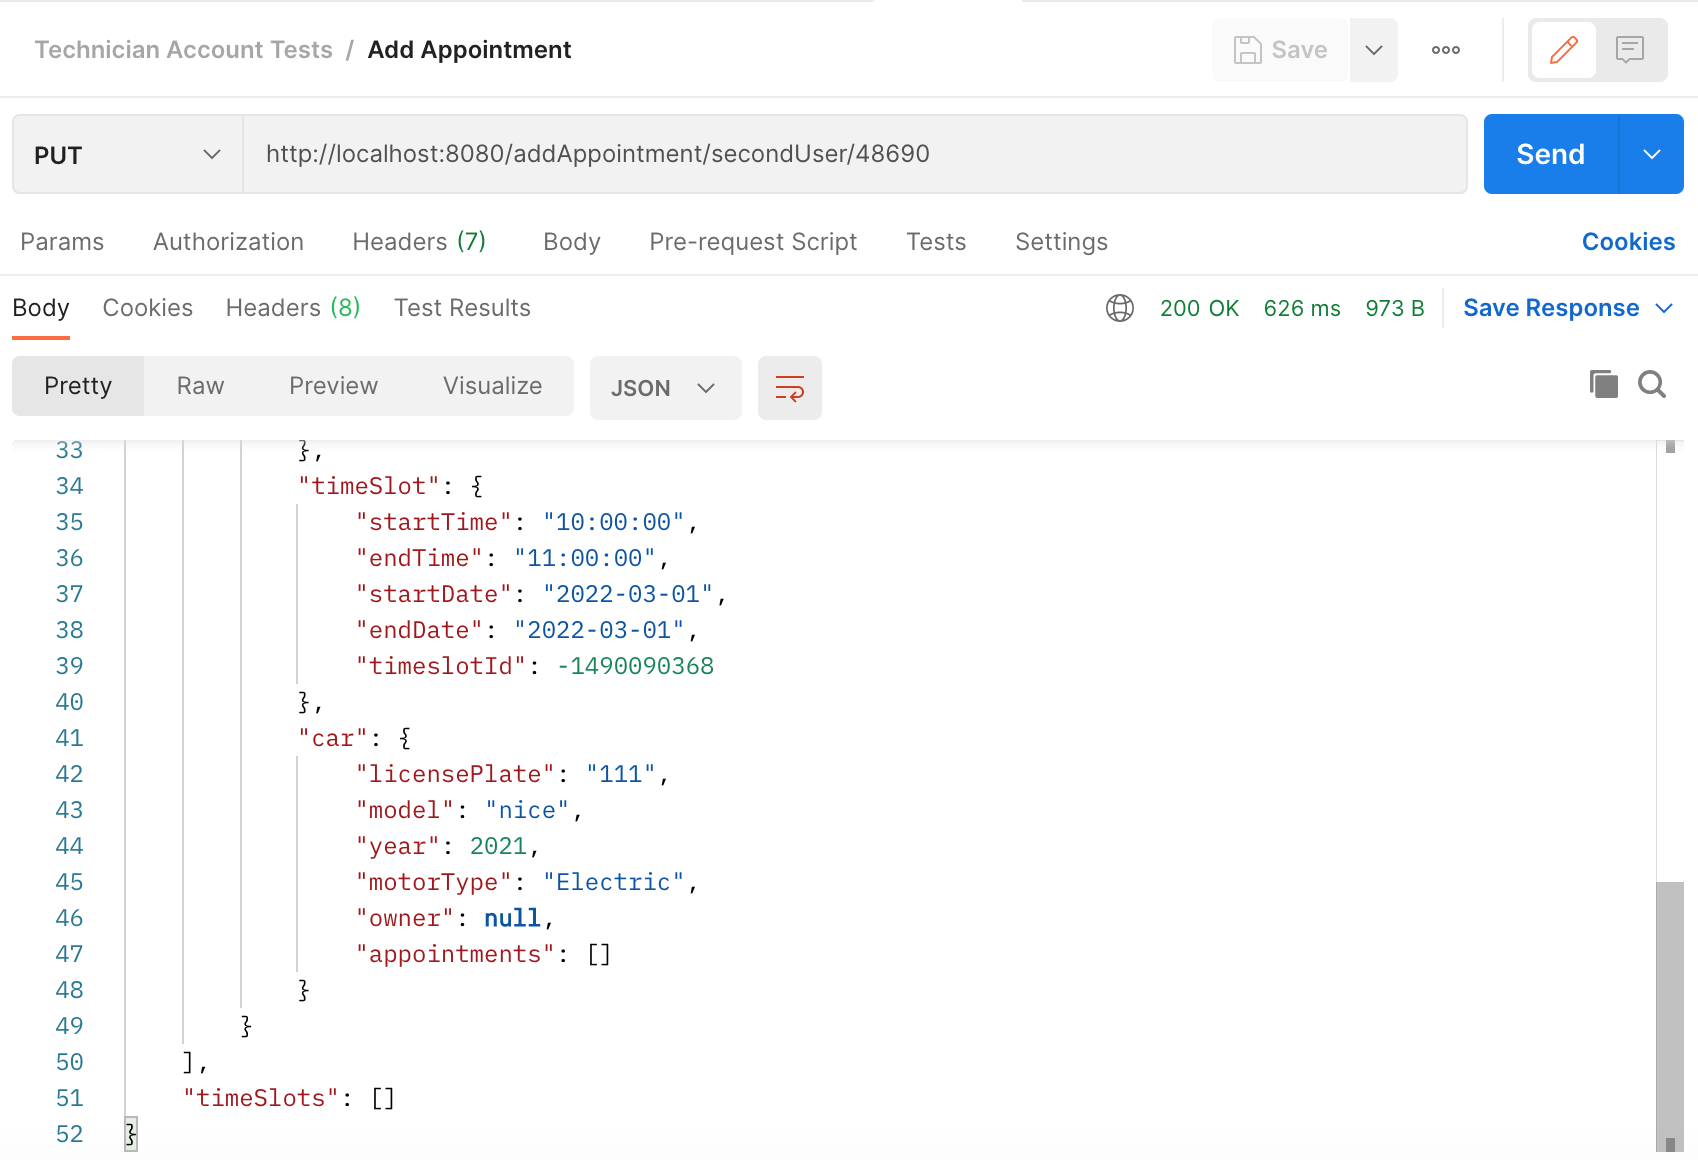 Technician Account Tests / Add Appointment
Save
PUT
http://localhost:8080/addAppointment/secondUser/48690
Send
Params Authorization Headers (7) Body Pre-request Script Tests Settings Cookies
Body Cookies Headers (8) Test Results 200 OK 626 ms 973 B Save Response
Pretty Raw Preview Visualize JSON
33 },
34 "timeSlot": {
35 "startTime": "10:00:00",
36 "endTime": "11:00:00",
37 "startDate": "2022-03-01",
38 "endDate": "2022-03-01",
39 "timeslotId": -1490090368
40 },
41 "car": {
42 "licensePlate": "111",
43 "model": "nice",
44 "year": 2021,
45 "motorType": "Electric",
46 "owner": null,
47 "appointments": []
48 }
49 }
50 ],
51 "timeSlots": []
52 }